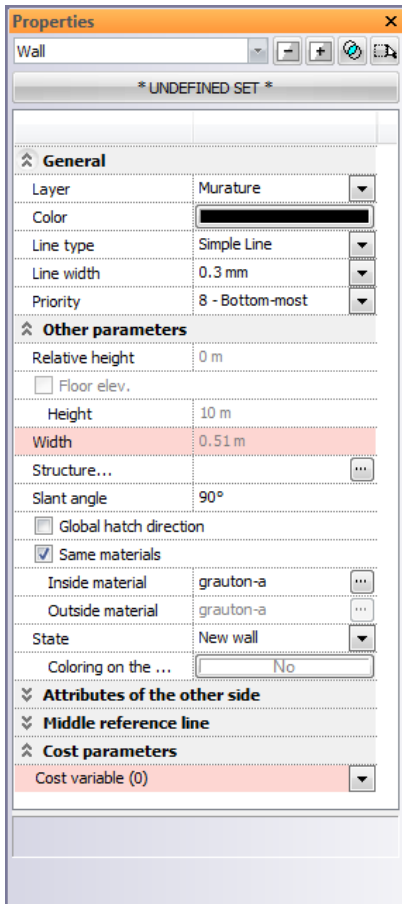 Properties
Wall
* UNDEFINED SET *
General
Layer Murature
Color
Line type Simple Line
Line width 0.3 mm
Priority 8 - Bottom-most
Other parameters
Relative height 0 m
Floor elev.
Height 10 m
Width 0.51 m
Structure...
Slant angle 90°
Global hatch direction
Same materials
Inside material grauton-a
Outside material grauton-a
State New wall
Coloring on the ... No
Attributes of the other side
Middle reference line
Cost parameters
Cost variable (0)